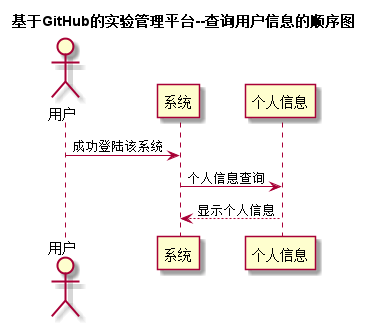 基于GitHub的实验管理平台--查询用户信息的顺序图
用户
系统
个人信息
成功登陆该系统
个人信息查询
显示个人信息
用户
系统
个人信息